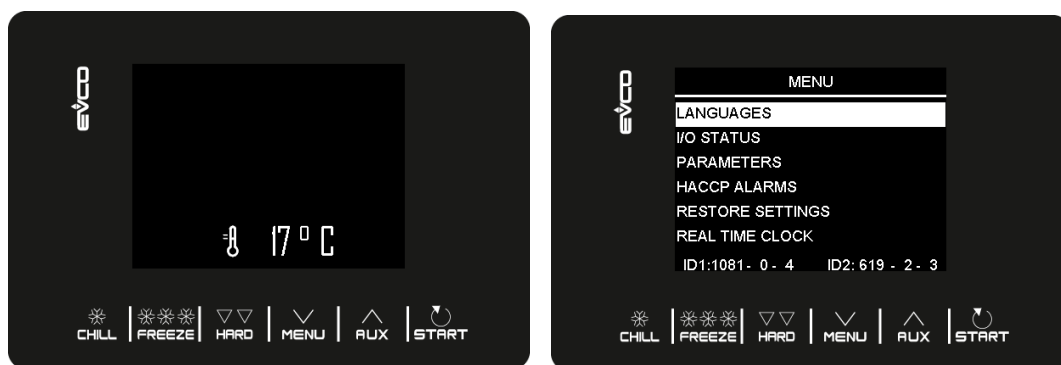 evco
17°C
CHILL FREEZE HARD MENU AUX START
evco
MENU
LANGUAGES
I/O STATUS
PARAMETERS
HACCP ALARMS
RESTORE SETTINGS
REAL TIME CLOCK
ID1:1081 - 0 - 4 ID2: 619 - 2 - 3
CHILL FREEZE HARD MENU AUX START